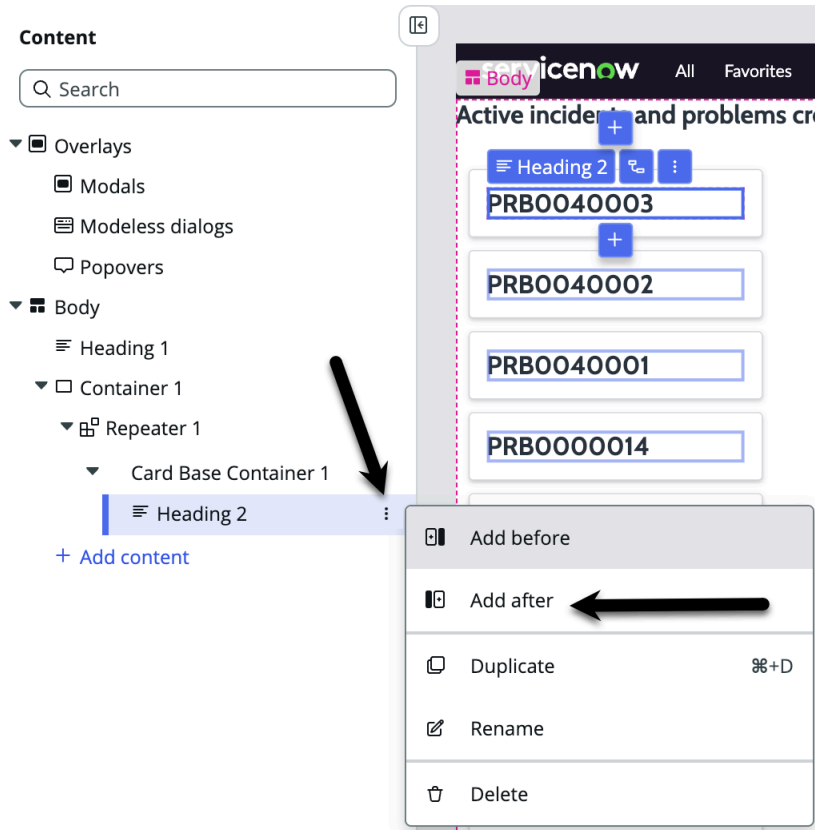 Content
Search
Overlays
Modals
Modeless dialogs
Popovers
Body
Heading 1
Container 1
Repeater 1
Card Base Container 1
Heading 2
+ Add content
servicenow All Favorites
Body
Active incidents and problems cr
Heading 2
PRB0040003
PRB0040002
PRB0040001
PRB0000014
Add before
Add after
Duplicate ⌘+D
Rename
Delete